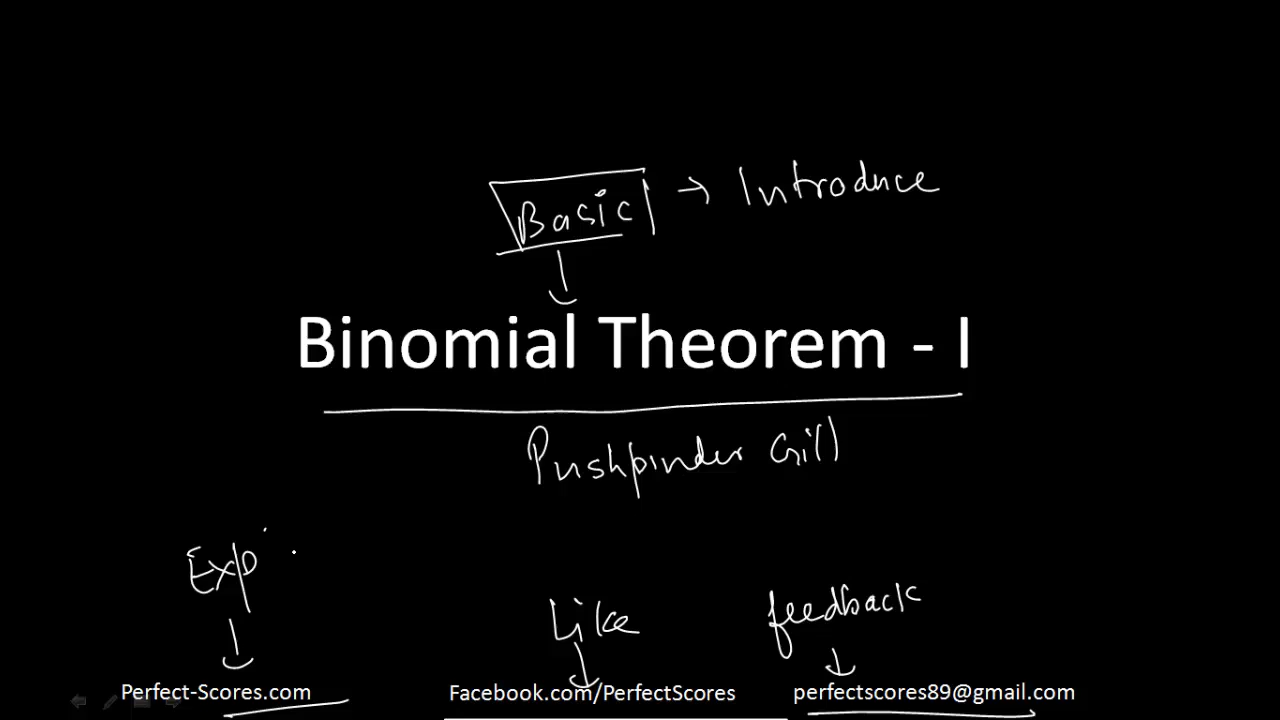 Basic → Introduce
Binomial Theorem - I
Pushpinder Gill
Exp
Like
feedback
Perfect-Scores.com
Facebook.com/PerfectScores
perfectscores89@gmail.com